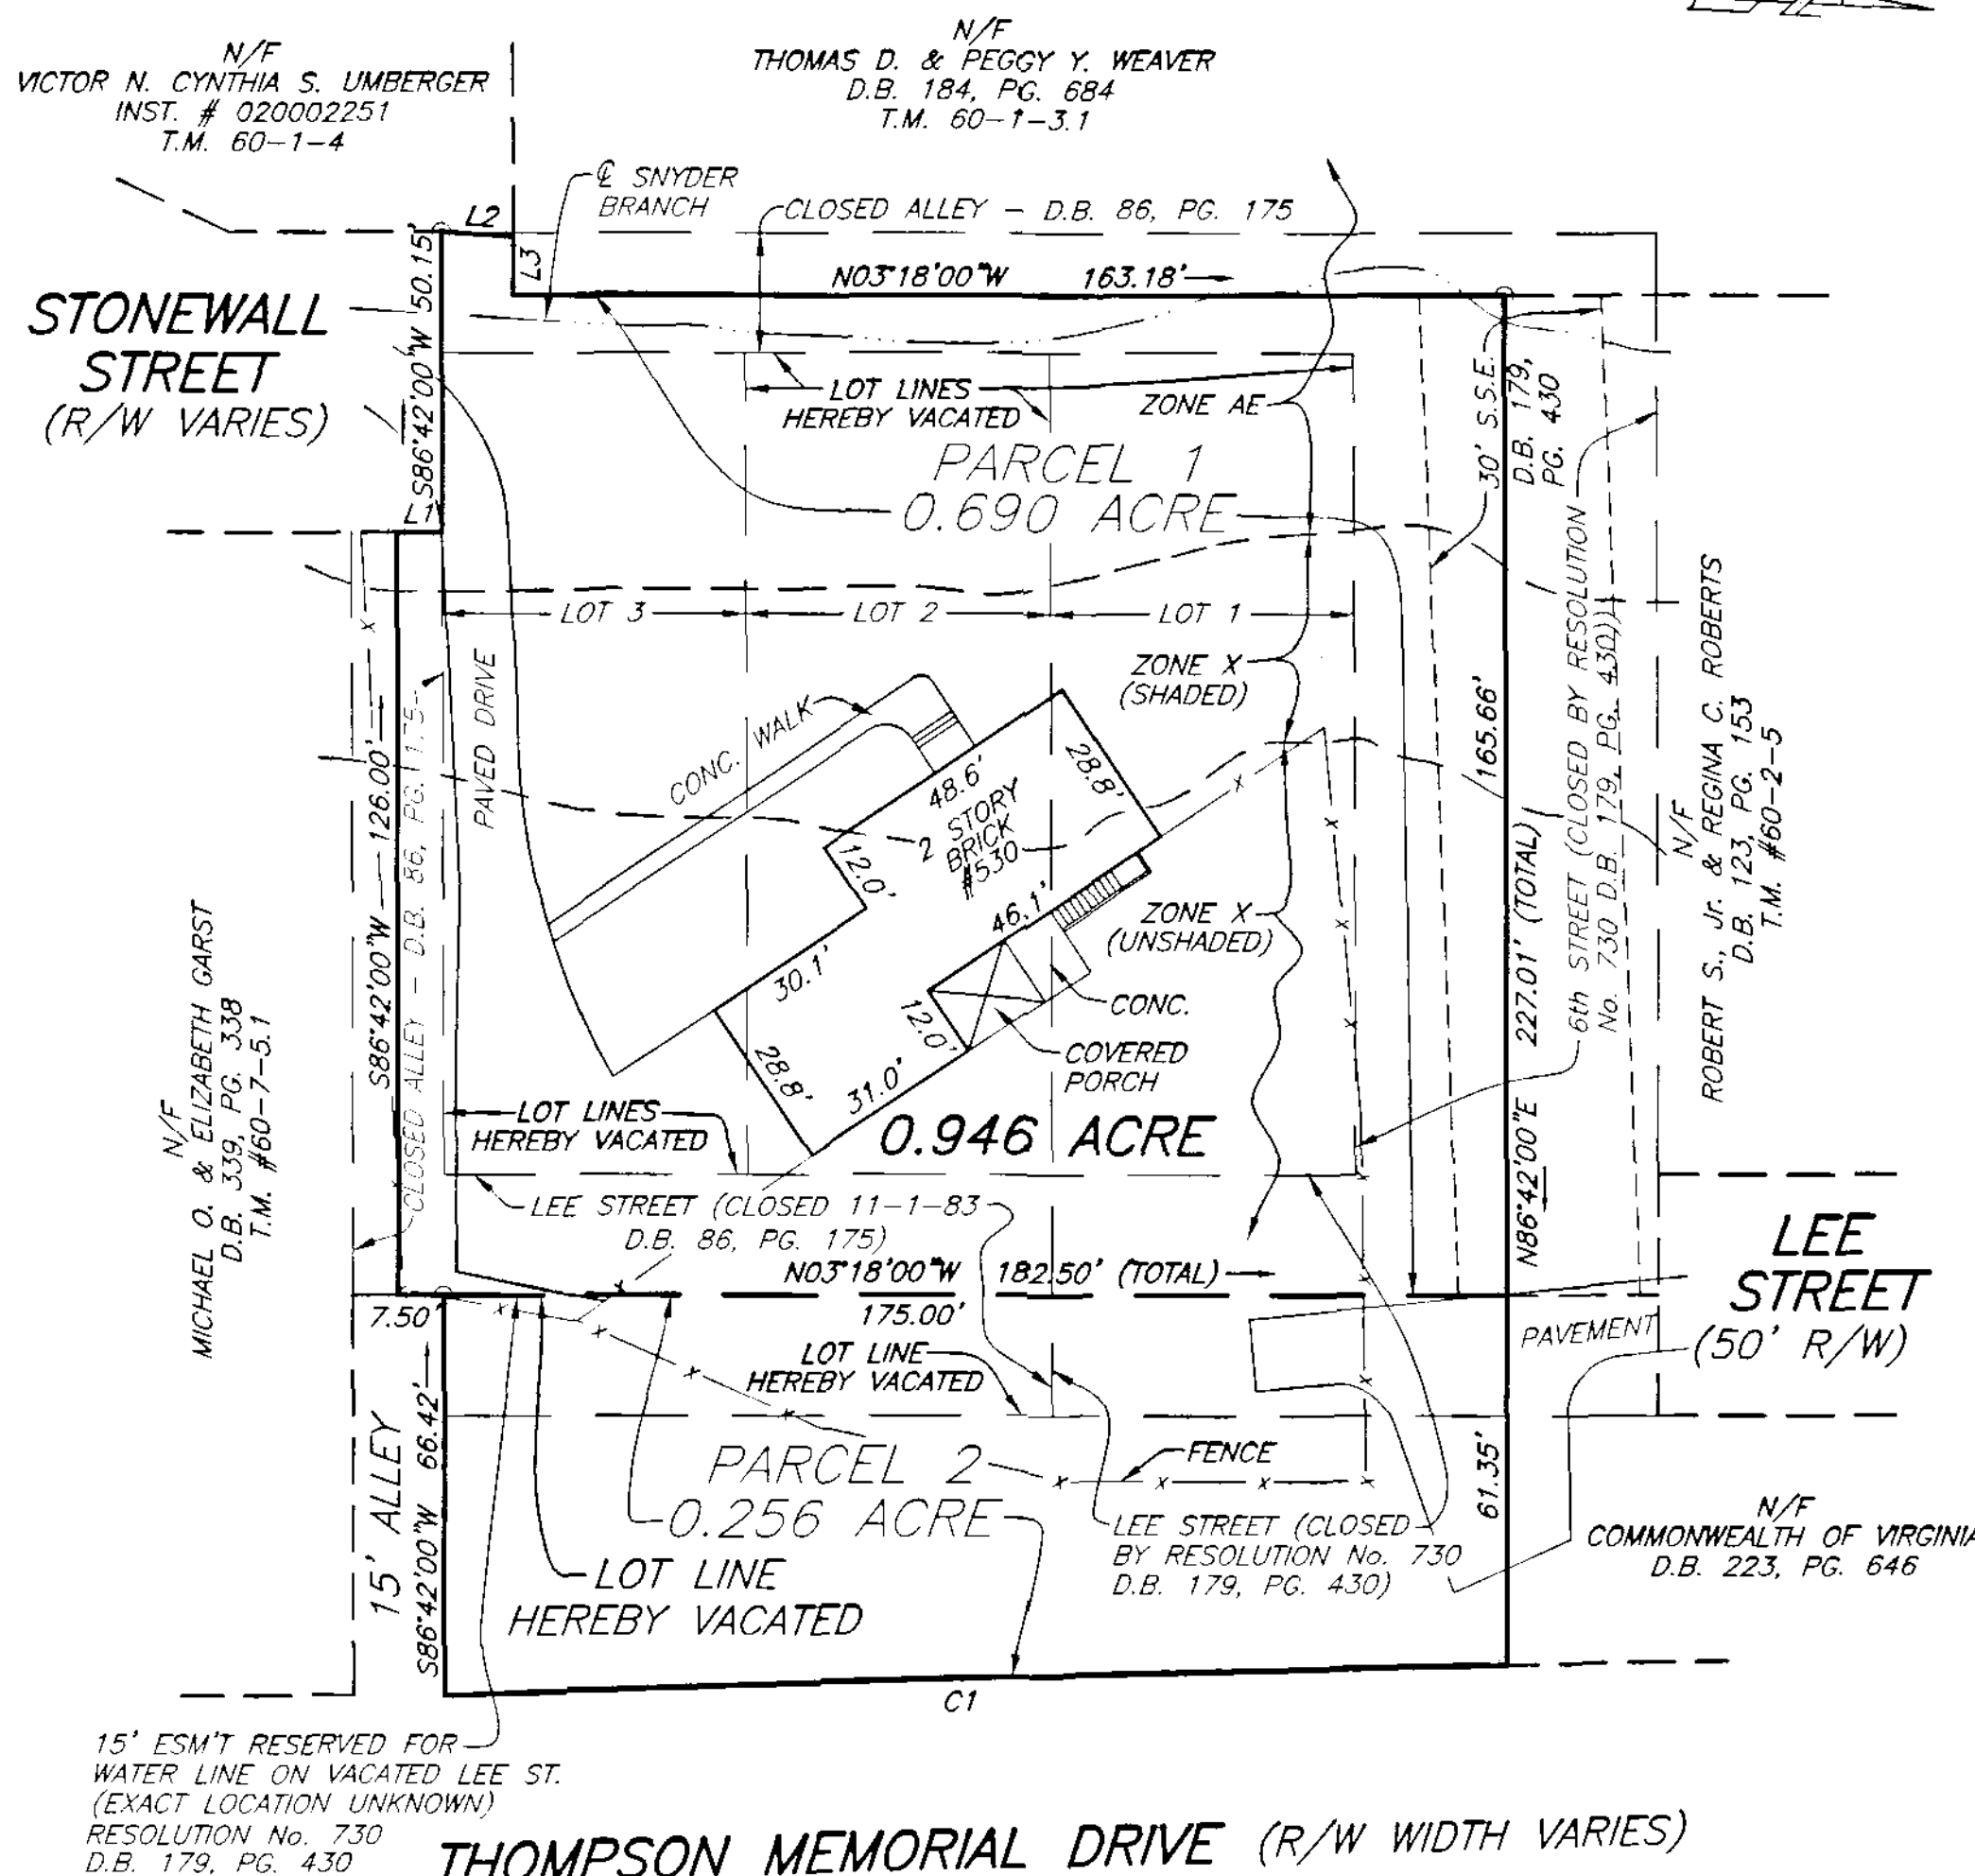 N/F
VICTOR N. CYNTHIA S. UMBERGER
INST. # 020002251
T.M. 60-1-4
N/F
THOMAS D. & PEGGY Y. WEAVER
D.B. 184, PG. 684
T.M. 60-1-3.1
℄ SNYDER
BRANCH
CLOSED ALLEY - D.B. 86, PG. 175
L2
L3
N03°18'00"W 163.18'
STONEWALL
STREET
(R/W VARIES)
S86°42'00"W 50.15'
L1
LOT LINES
HEREBY VACATED
ZONE AE
PARCEL 1
0.690 ACRE
30' S.S.E.
D.B. 179,
PG. 430
LOT 3
LOT 2
LOT 1
ZONE X
(SHADED)
6th STREET (CLOSED BY RESOLUTION
No. 730 D.B. 179, PG. 430)
N/F
ROBERT S., Jr. & REGINA C. ROBERTS
D.B. 123, PG. 153
T.M. #60-2-5
165.66'
N86°42'00"E 227.01' (TOTAL)
S86°42'00"W 126.00'
CLOSED ALLEY - D.B. 86, PG. 175
PAVED DRIVE
CONC. WALK
48.6'
28.8'
2 STORY
BRICK
#530
12.0'
46.1'
30.1'
ZONE X
(UNSHADED)
CONC.
COVERED
PORCH
12.0'
28.8'
31.0'
N/F
MICHAEL O. & ELIZABETH GARST
D.B. 339, PG. 338
T.M. #60-7-5.1
LOT LINES
HEREBY VACATED
0.946 ACRE
LEE STREET (CLOSED 11-1-83
D.B. 86, PG. 175)
N03°18'00"W 182.50' (TOTAL)
7.50'
175.00'
LEE
STREET
(50' R/W)
PAVEMENT
LOT LINE
HEREBY VACATED
15' ALLEY
S86°42'00"W 66.42'
PARCEL 2
0.256 ACRE
FENCE
61.35'
LEE STREET (CLOSED
BY RESOLUTION No. 730
D.B. 179, PG. 430)
N/F
COMMONWEALTH OF VIRGINIA
D.B. 223, PG. 646
LOT LINE
HEREBY VACATED
C1
15' ESM'T RESERVED FOR
WATER LINE ON VACATED LEE ST.
(EXACT LOCATION UNKNOWN)
RESOLUTION No. 730
D.B. 179, PG. 430
THOMPSON MEMORIAL DRIVE (R/W WIDTH VARIES)